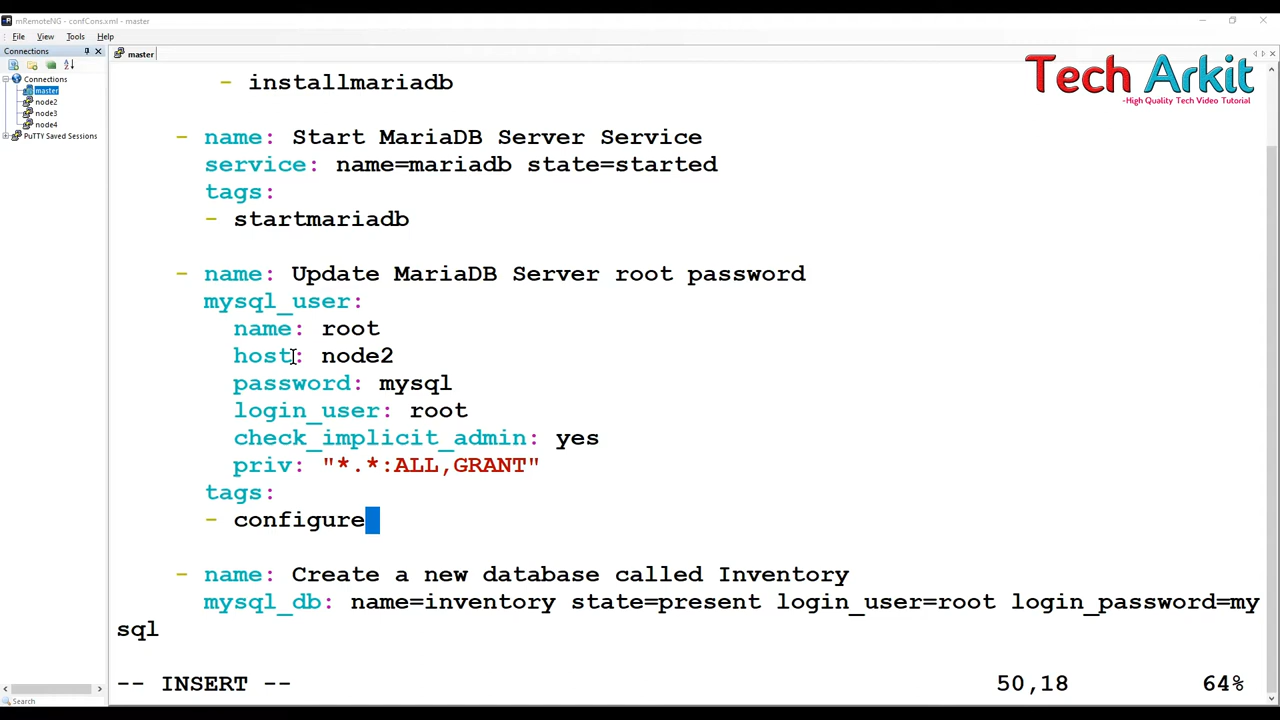 mRemoteNG - confCons.xml - master
File View Tools Help
Connections
master
Connections
master
node2
node3
node4
PuTTY Saved Sessions
Tech Arkit
-High Quality Tech Video Tutorial
- installmariadb
- name: Start MariaDB Server Service
service: name=mariadb state=started
tags:
- startmariadb
- name: Update MariaDB Server root password
mysql_user:
name: root
host: node2
password: mysql
login_user: root
check_implicit_admin: yes
priv: "*.*:ALL,GRANT"
tags:
- configure
- name: Create a new database called Inventory
mysql_db: name=inventory state=present login_user=root login_password=my
sql
-- INSERT -- 50,18 64%
Search